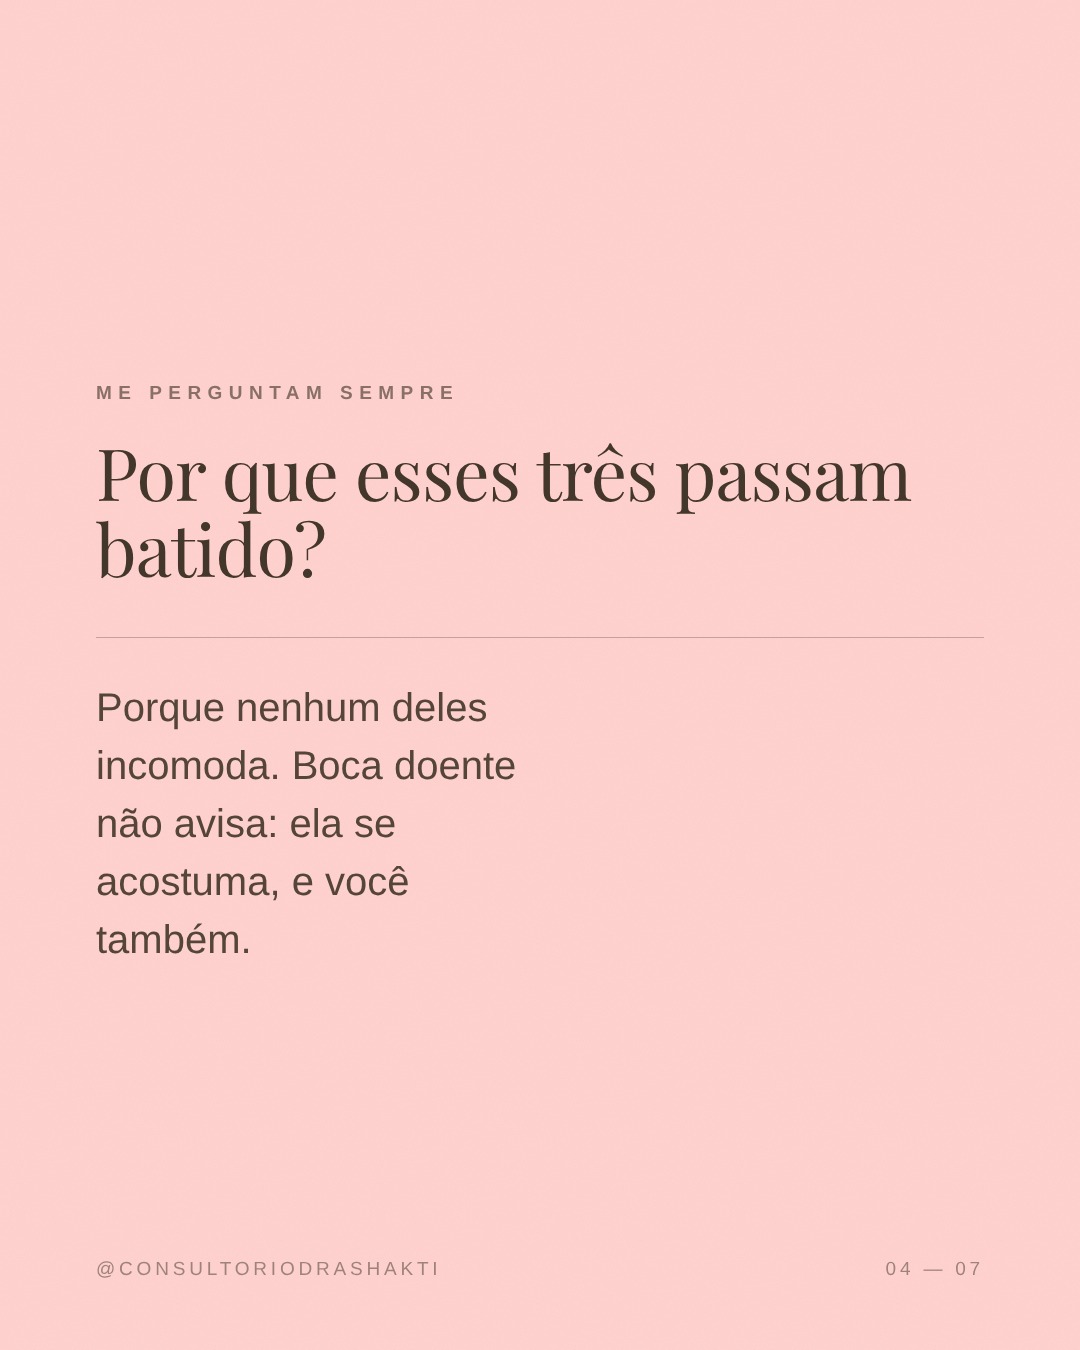 ME PERGUNTAM SEMPRE
Por que esses três passam
batido?
Porque nenhum deles
incomoda. Boca doente
não avisa: ela se
acostuma, e você
também.
@CONSULTORIODRASHAKTI
04 — 07